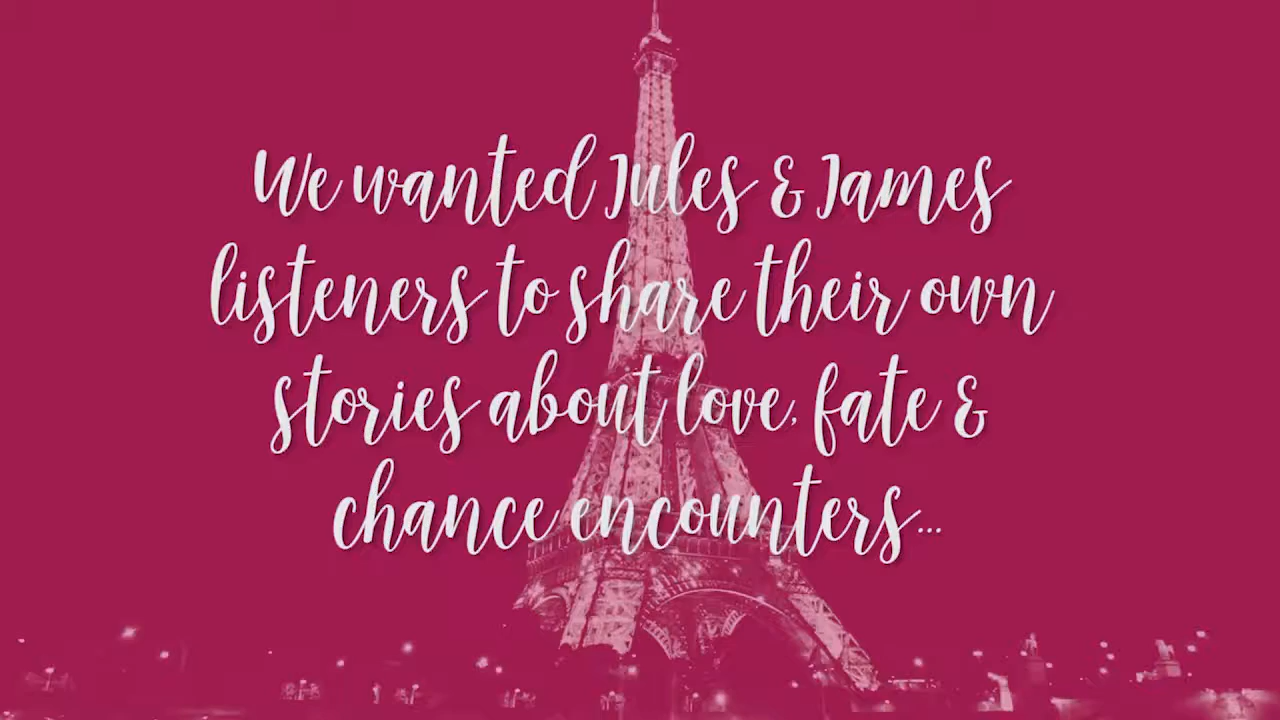 We wanted Jules & James
listeners to share their own
stories about love, fate &
chance encounters...